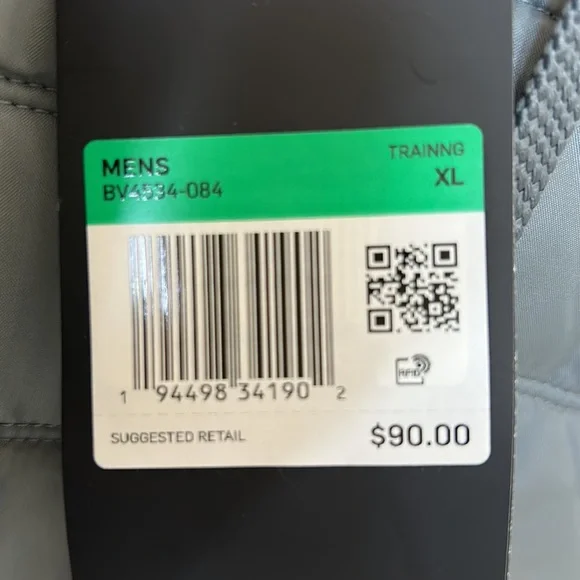 MENS
BV4534-084
TRAINNG
XL
1 94498 34190 2
RFID
SUGGESTED RETAIL
$90.00